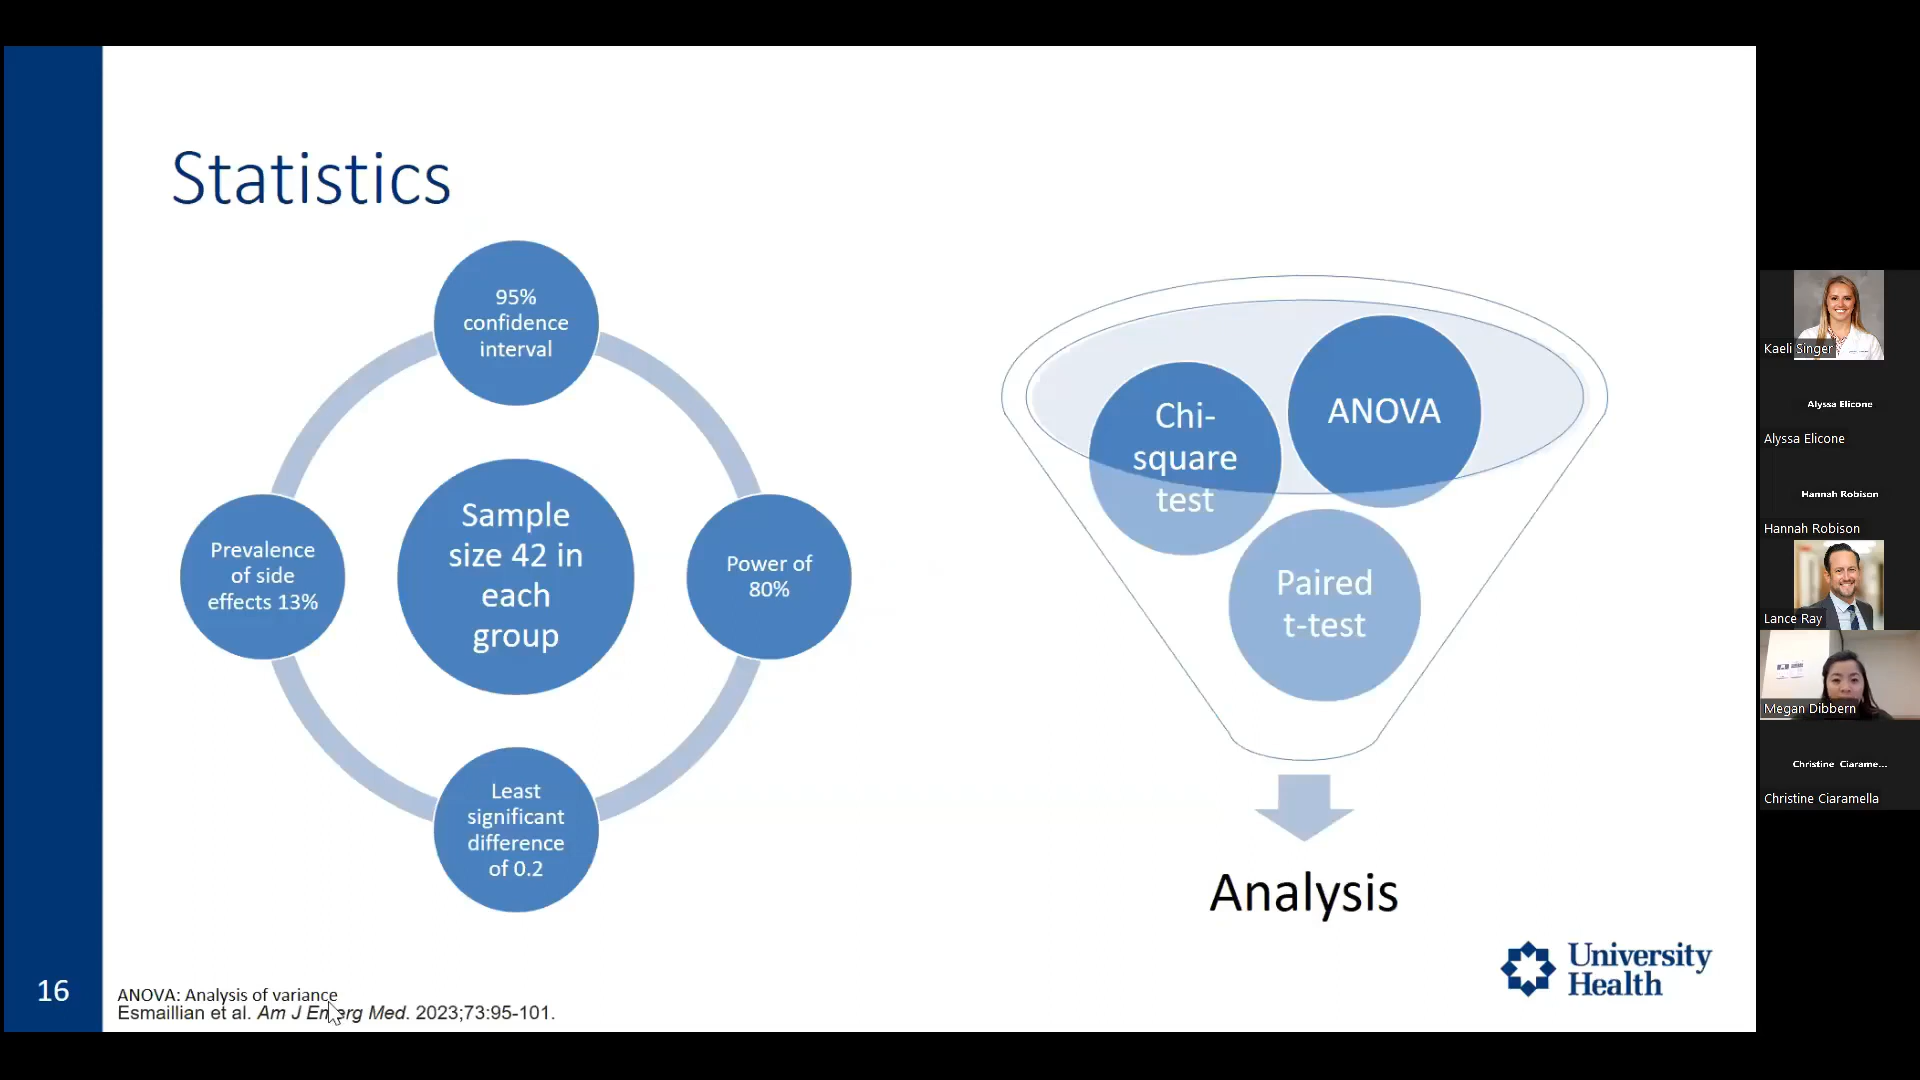 Statistics
95%
confidence
interval
Prevalence
of side
effects 13%
Sample
size 42 in
each
group
Power of
80%
Least
significant
difference
of 0.2
Chi-
square
test
ANOVA
Paired
t-test
Analysis
University
Health
16
ANOVA: Analysis of variance
Esmaillian et al. Am J Emerg Med. 2023;73:95-101.
Kaeli Singer
Alyssa Elicone
Alyssa Elicone
Hannah Robison
Hannah Robison
Lance Ray
Megan Dibbern
Christine Ciarame...
Christine Ciaramella